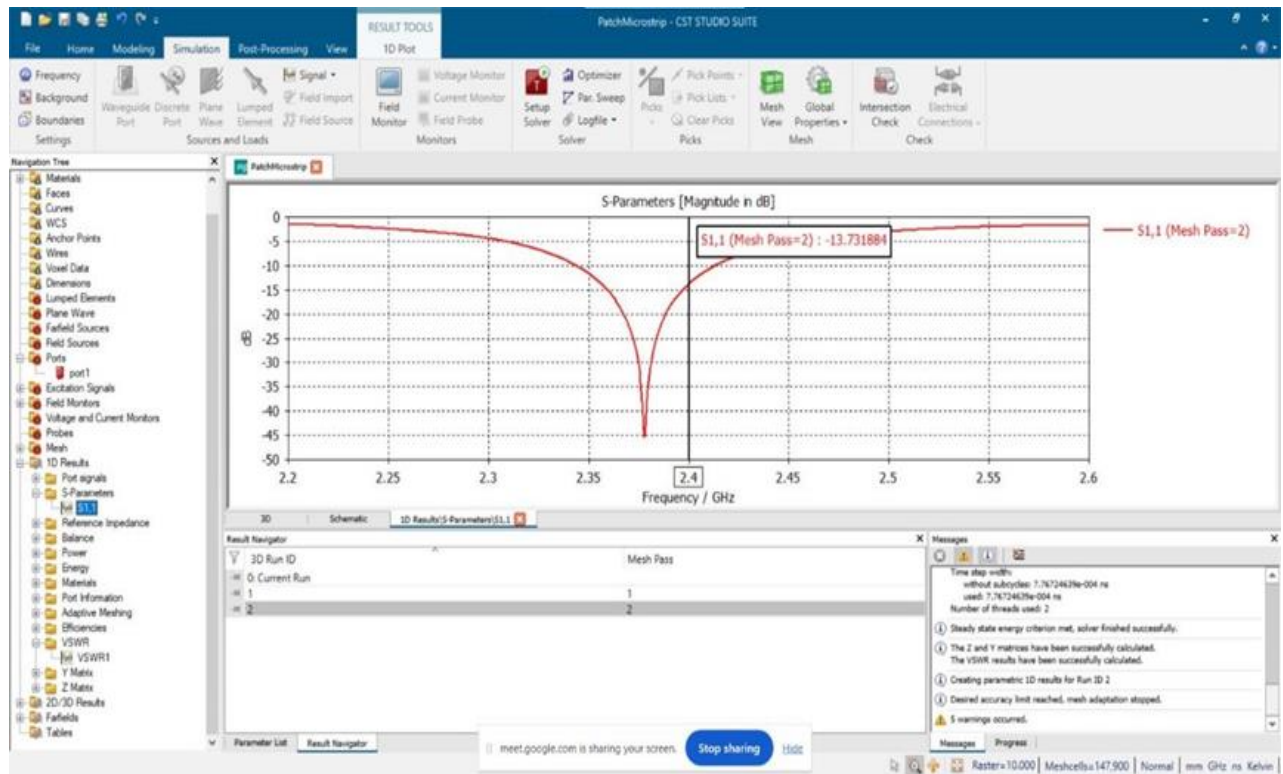 RESULT TOOLS
PatchMicrostrip - CST STUDIO SUITE
File Home Modeling Simulation Post-Processing View 1D Plot
Frequency
Background
Boundaries
Settings
Waveguide Port
Discrete Port
Plane Wave
Lumped Element
Signal
Field Import
Field Source
Sources and Loads
Field Monitor
Voltage Monitor
Current Monitor
Field Probe
Monitors
Setup Solver
Optimizer
Par. Sweep
Logfile
Solver
Picks
Pick Points
Pick Lists
Clear Picks
Picks
Mesh View
Global Properties
Mesh
Intersection Check
Electrical Connections
Check
Navigation Tree
Materials
Faces
Curves
WCS
Anchor Points
Wires
Voxel Data
Dimensions
Lumped Elements
Plane Wave
Farfield Sources
Field Sources
Ports
port1
Excitation Signals
Field Monitors
Voltage and Current Monitors
Probes
Mesh
1D Results
Port signals
S-Parameters
S1,1
Reference Impedance
Balance
Power
Energy
Materials
Port Information
Adaptive Meshing
Efficiencies
VSWR
VSWR1
Y Matrix
Z Matrix
2D/3D Results
Farfields
Tables
PatchMicrostrip
S-Parameters [Magnitude in dB]
S1,1 (Mesh Pass=2) : -13.731884
S1,1 (Mesh Pass=2)
0
-5
-10
-15
-20
-25
-30
-35
-40
-45
-50
dB
2.2 2.25 2.3 2.35 2.4 2.45 2.5 2.55 2.6
Frequency / GHz
3D Schematic 1D Results\S-Parameters\S1,1
Result Navigator
3D Run ID Mesh Pass
0: Current Run
1 1
2 2
Parameter List Result Navigator
Messages
Time step width:
without subcycles: 7.76724639e-004 ns
used: 7.76724639e-004 ns
Number of threads used: 2
Steady state energy criterion met, solver finished successfully.
The Z and Y matrices have been successfully calculated.
The VSWR results have been successfully calculated.
Creating parametric 1D results for Run ID 2
Desired accuracy limit reached, mesh adaptation stopped.
5 warnings occurred.
Messages Progress
meet.google.com is sharing your screen. Stop sharing Hide
Raster=10.000 Meshcells=147,900 Normal mm GHz ns Kelvin